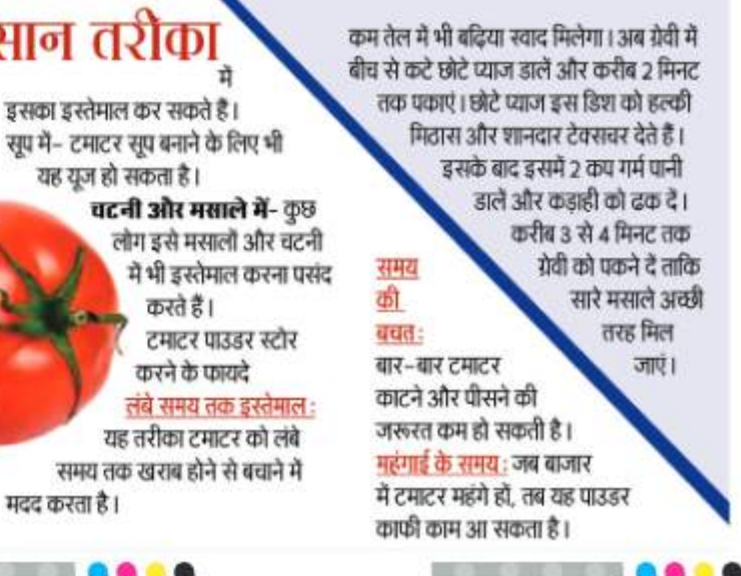 सान तरीका
में
इसका इस्तेमाल कर सकते हैं।
सूप में- टमाटर सूप बनाने के लिए भी
यह यूज हो सकता है।
चटनी और मसाले में- कुछ
लोग इसे मसालों और चटनी
में भी इस्तेमाल करना पसंद
करते हैं।
टमाटर पाउडर स्टोर
करने के फायदे
लंबे समय तक इस्तेमाल:
यह तरीका टमाटर को लंबे
समय तक खराब होने से बचाने में
मदद करता है।
समय
की
बचत:
बार-बार टमाटर
काटने और पीसने की
जरूरत कम हो सकती है।
महंगाई के समय: जब बाजार
में टमाटर महंगे हों, तब यह पाउडर
काफी काम आ सकता है।
कम तेल में भी बढ़िया स्वाद मिलेगा। अब ग्रेवी में
बीच से कटे छोटे प्याज डालें और करीब 2 मिनट
तक पकाएं। छोटे प्याज इस डिश को हल्की
मिठास और शानदार टेक्सचर देते हैं।
इसके बाद इसमें 2 कप गर्म पानी
डालें और कड़ाही को ढक दें।
करीब 3 से 4 मिनट तक
ग्रेवी को पकने दें ताकि
सारे मसाले अच्छी
तरह मिल
जाएं।